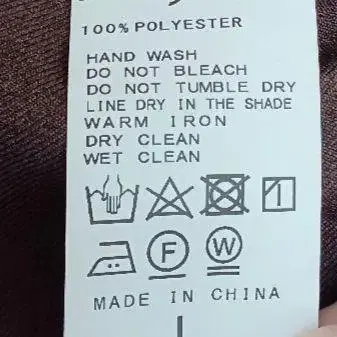 100% POLYESTER
HAND WASH
DO NOT BLEACH
DO NOT TUMBLE DRY
LINE DRY IN THE SHADE
WARM IRON
DRY CLEAN
WET CLEAN
F W
MADE IN CHINA